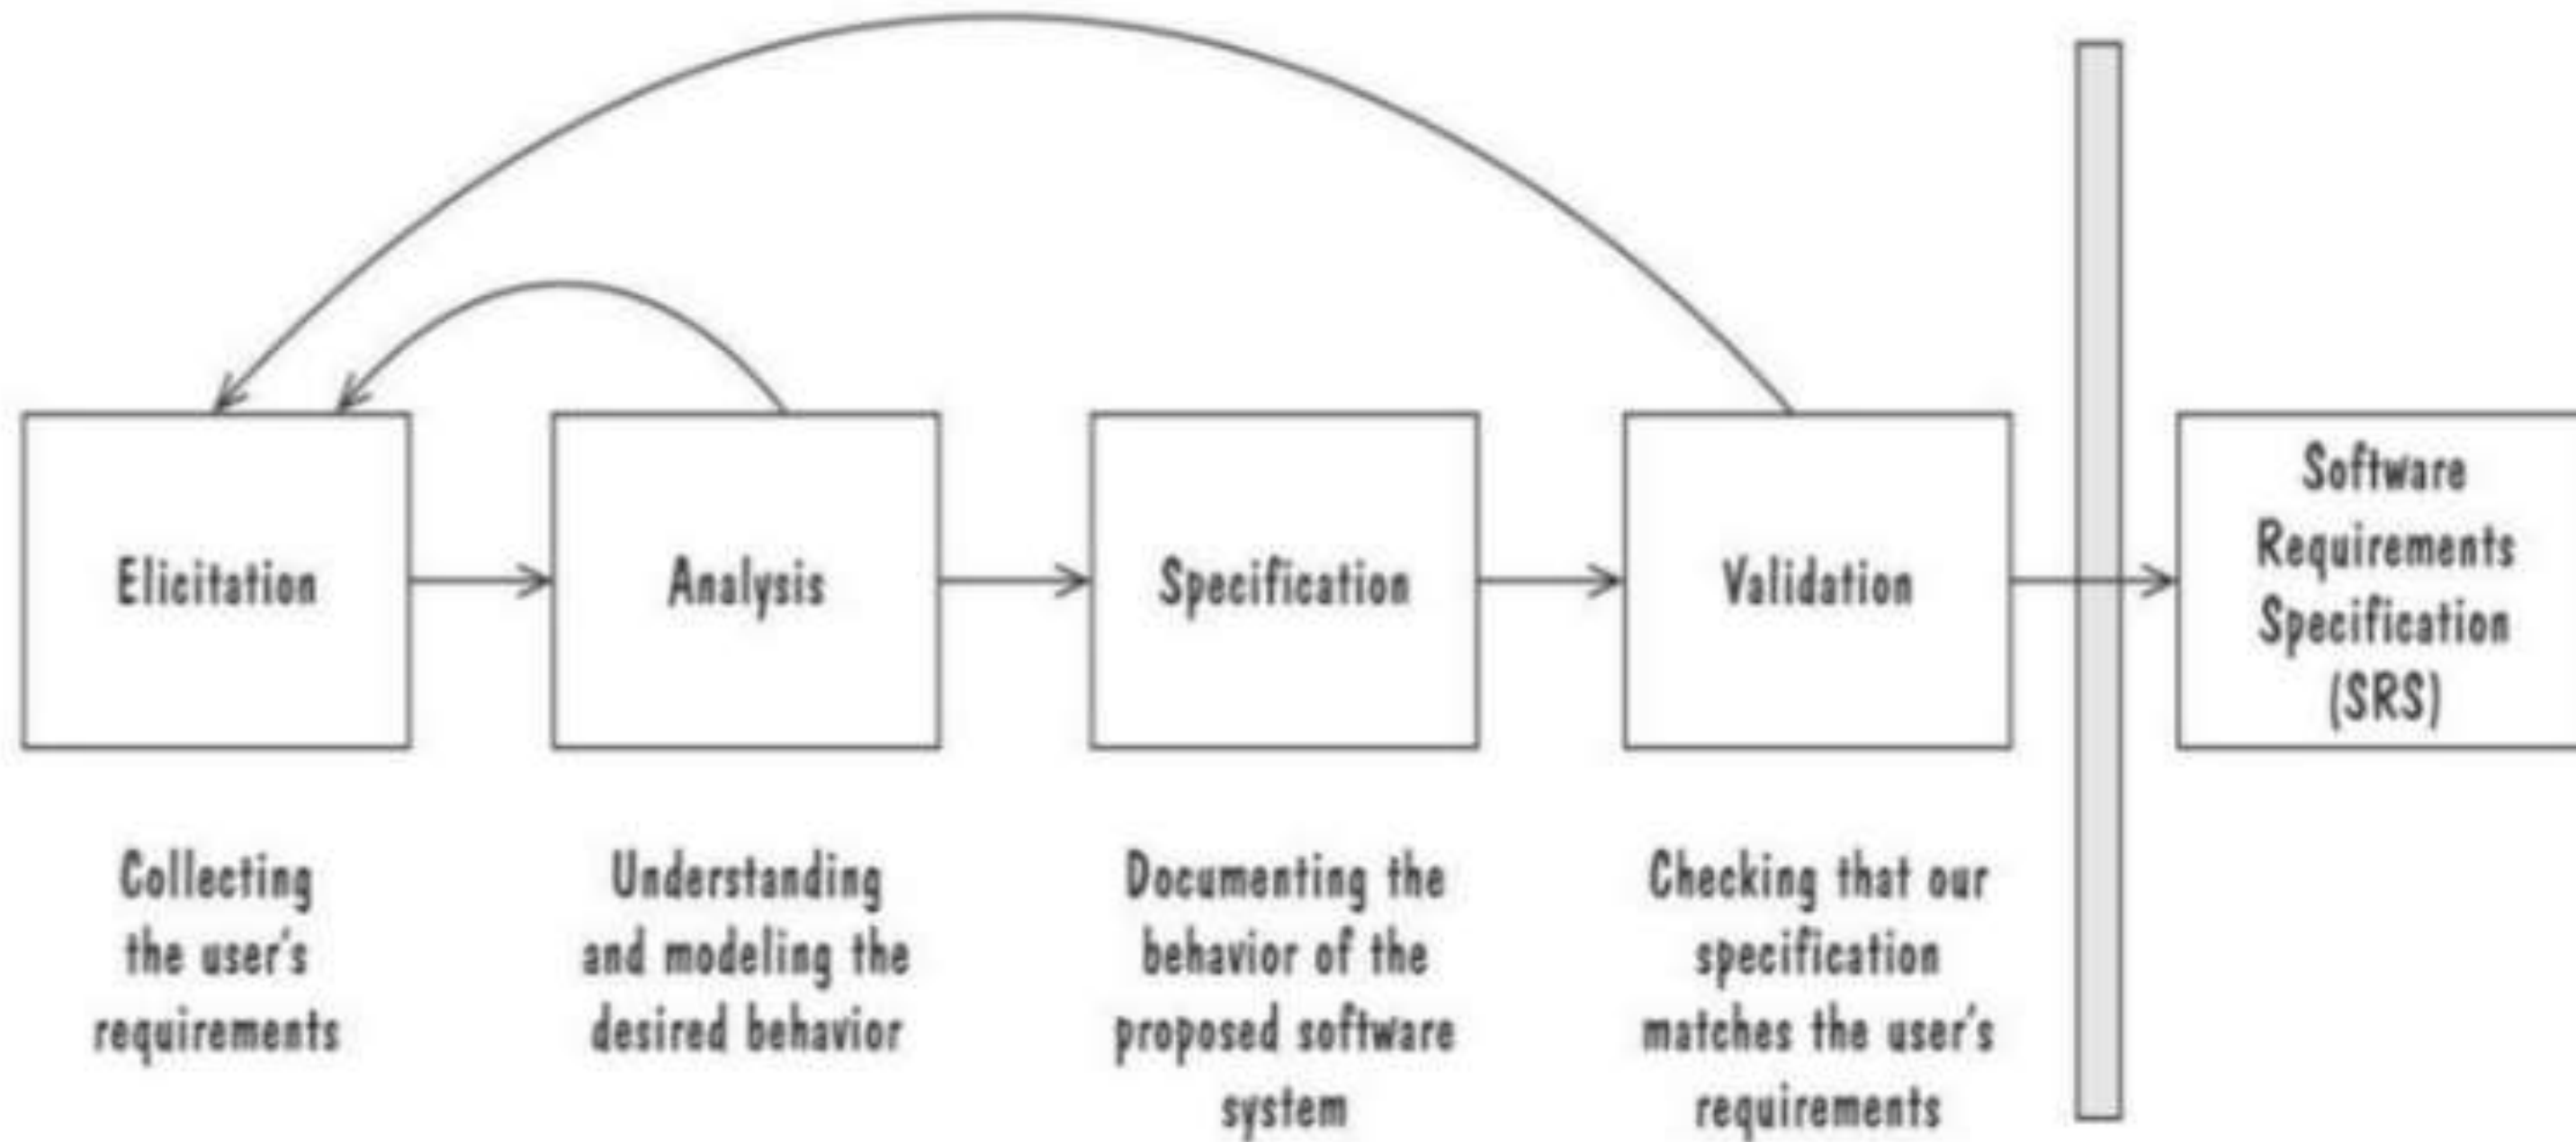 Elicitation
Analysis
Specification
Validation
Software
Requirements
Specification
(SRS)
Collecting
the user's
requirements
Understanding
and modeling the
desired behavior
Documenting the
behavior of the
proposed software
system
Checking that our
specification
matches the user's
requirements